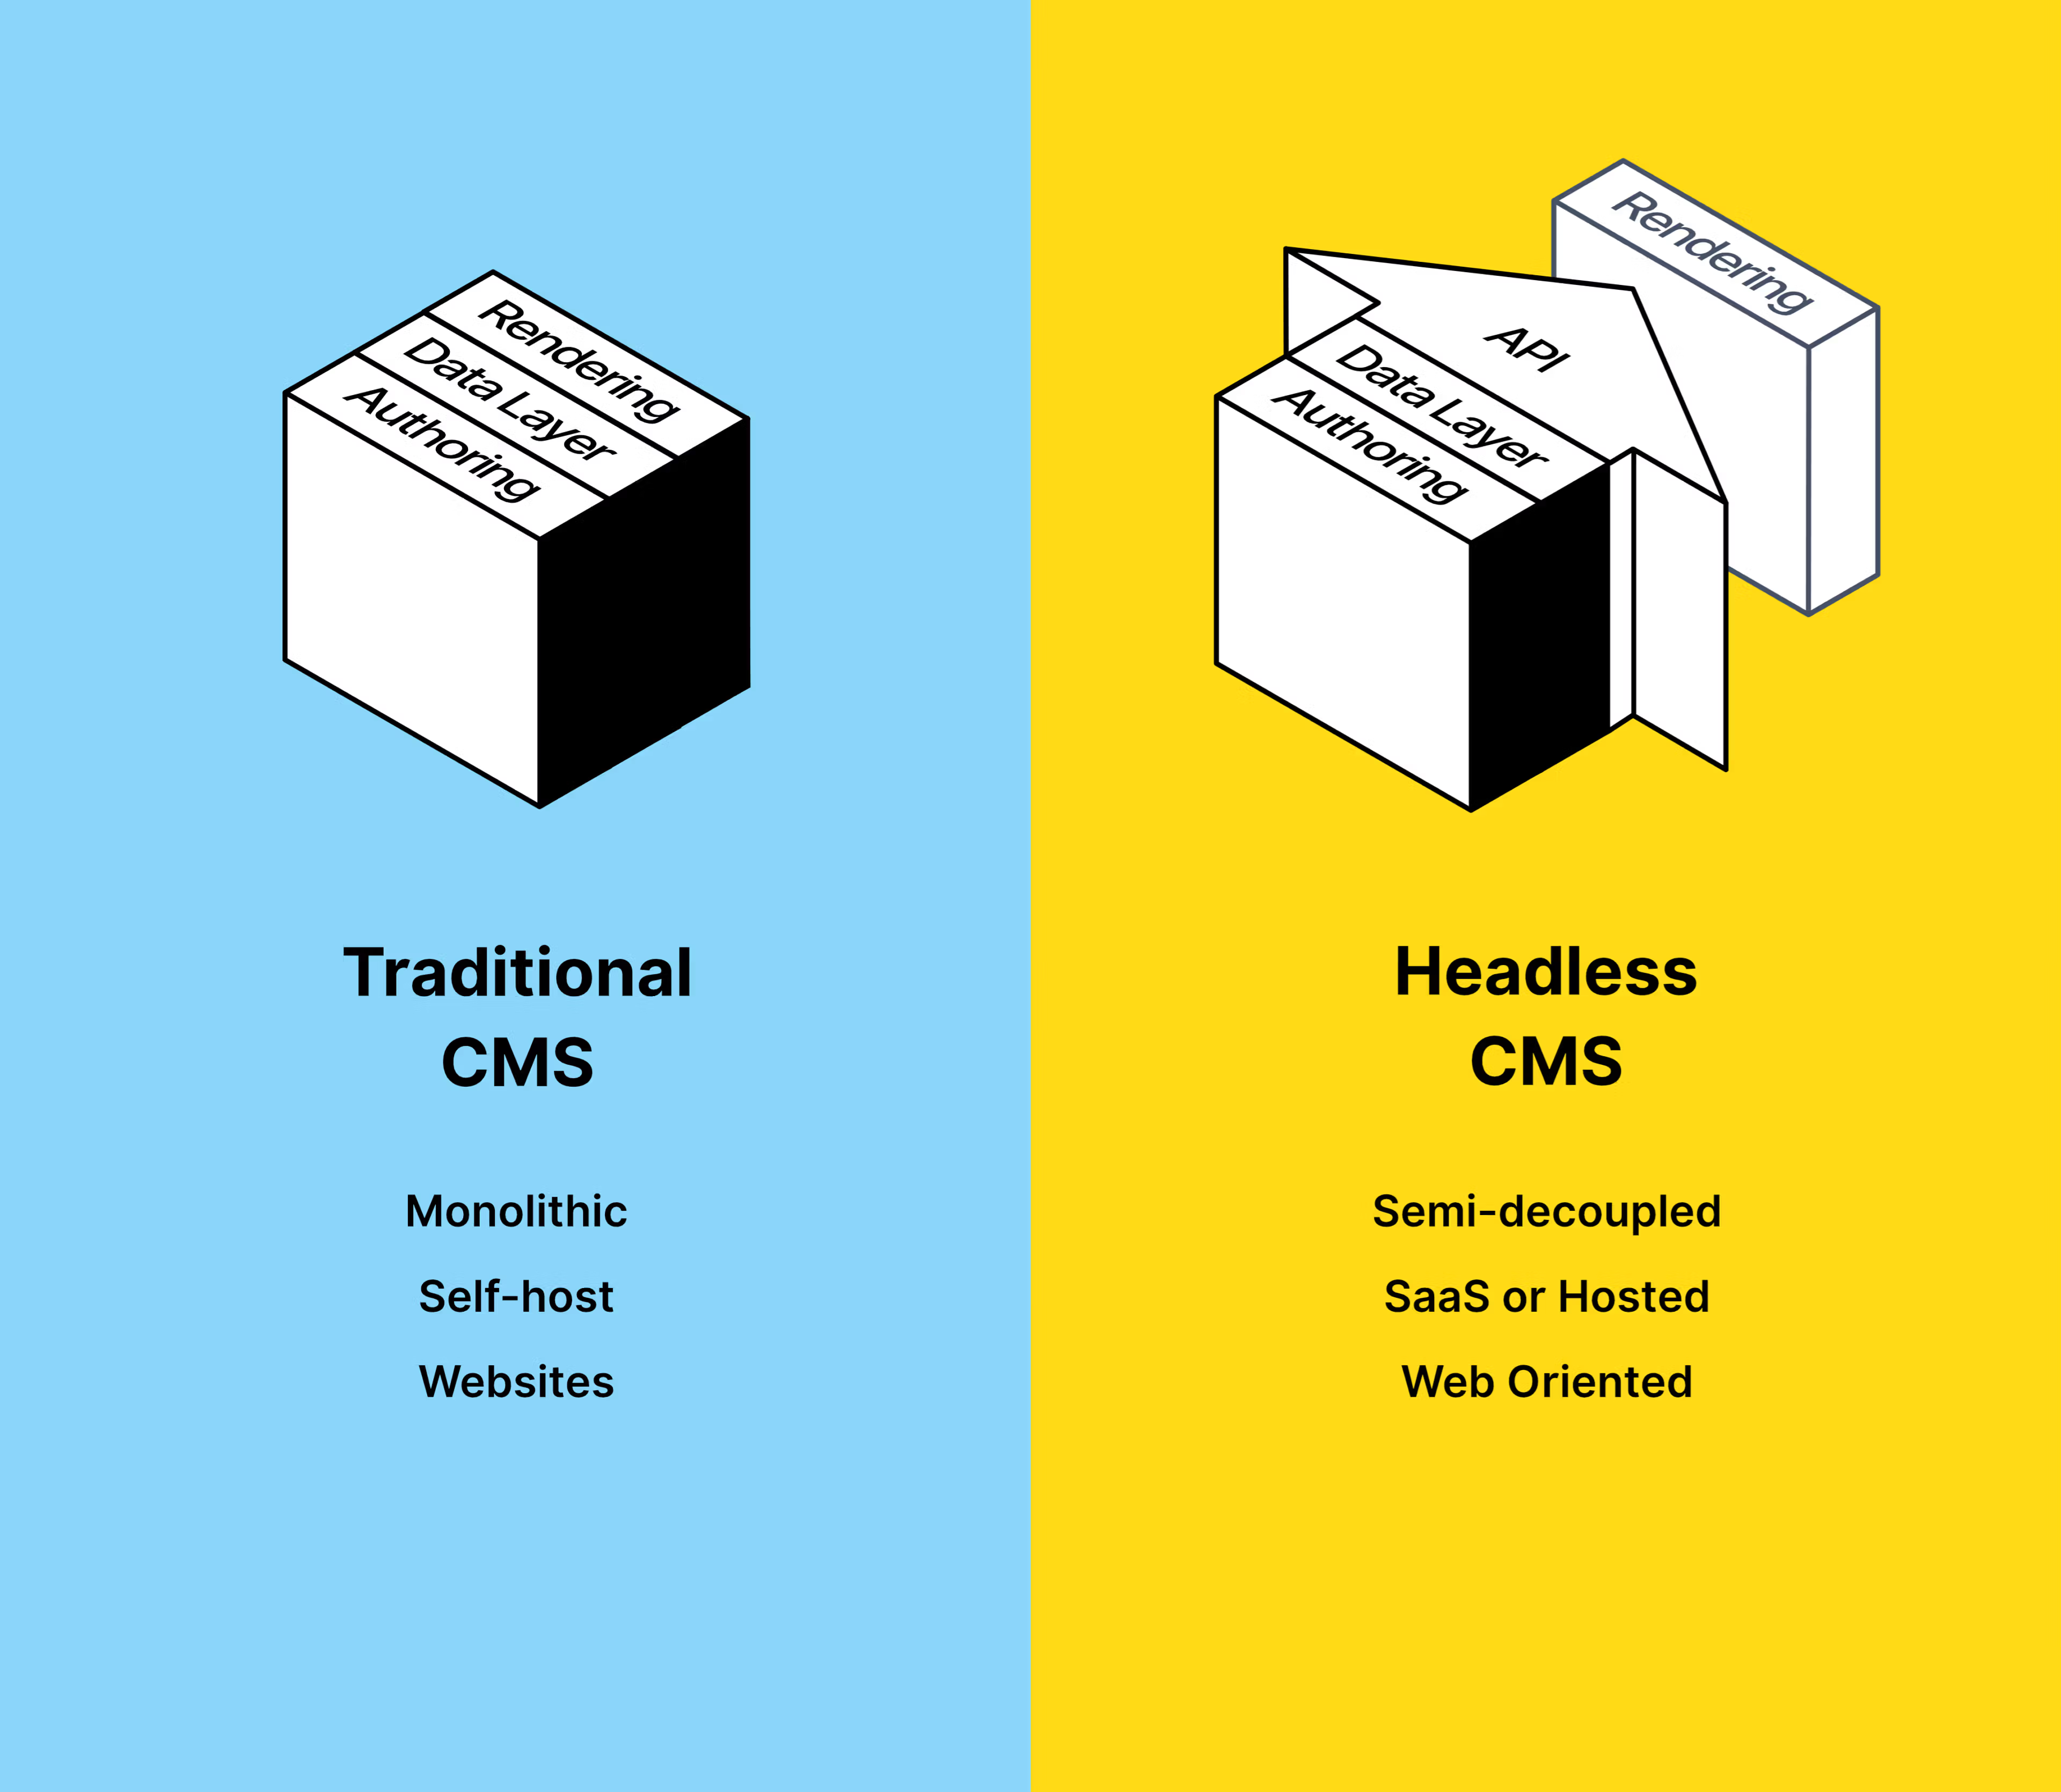 Rendering
Data Layer
Authoring
Traditional
CMS
Monolithic
Self-host
Websites
Rendering
API
Data Layer
Authoring
Headless
CMS
Semi-decoupled
SaaS or Hosted
Web Oriented